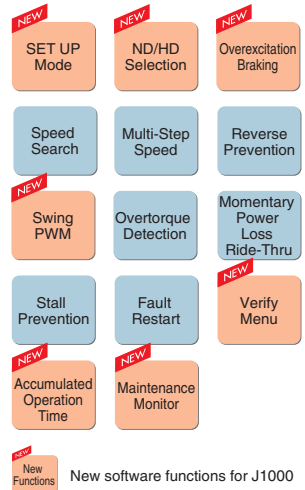 NEW
SET UP
Mode
NEW
ND/HD
Selection
NEW
Overexcitation
Braking
Speed
Search
Multi-Step
Speed
Reverse
Prevention
NEW
Swing
PWM
Overtorque
Detection
Momentary
Power
Loss
Ride-Thru
Stall
Prevention
Fault
Restart
NEW
Verify
Menu
NEW
Accumulated
Operation
Time
NEW
Maintenance
Monitor
NEW
New
Functions
New software functions for J1000